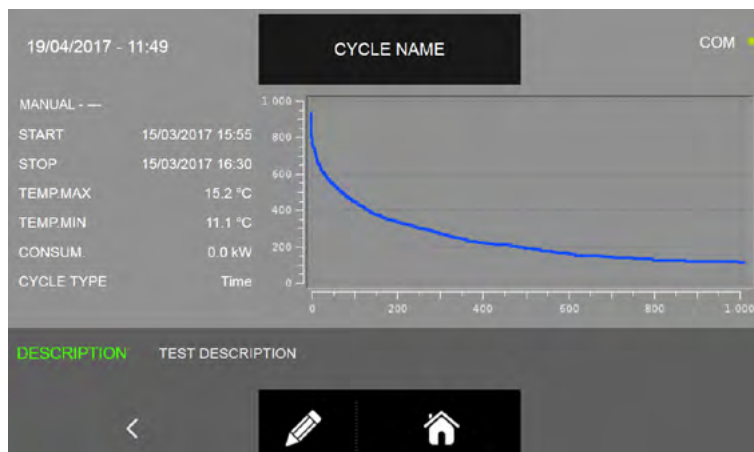 19/04/2017 - 11:49
CYCLE NAME
COM
MANUAL - ---
START 15/03/2017 15:55
STOP 15/03/2017 16:30
TEMP.MAX 15.2 °C
TEMP.MIN 11.1 °C
CONSUM. 0.0 kW
CYCLE TYPE Time
1 000
800
600
400
200
0
0 200 400 600 800 1 000
DESCRIPTION TEST DESCRIPTION